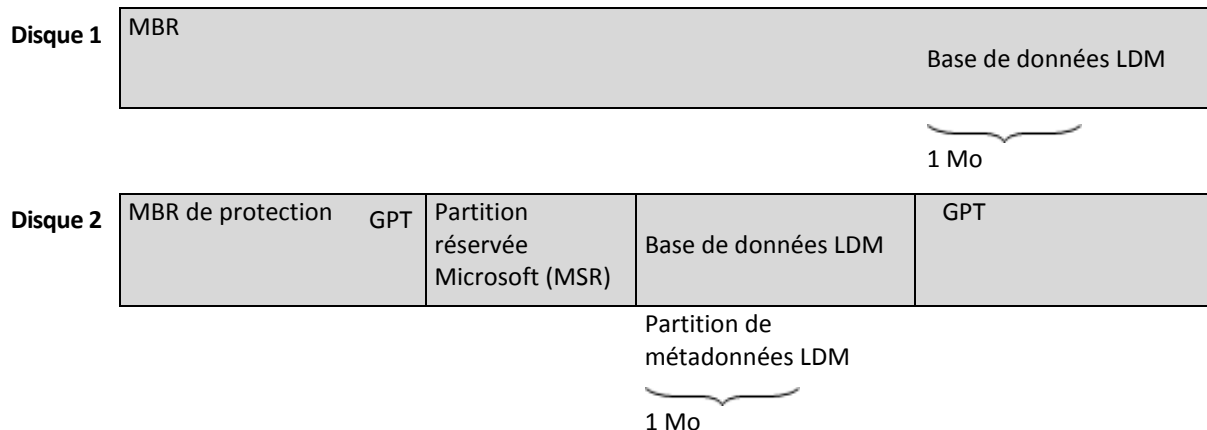 Disque 1
MBR
Base de données LDM
1 Mo
Disque 2
MBR de protection
GPT
Partition
réservée
Microsoft (MSR)
Base de données LDM
GPT
Partition de
métadonnées LDM
1 Mo